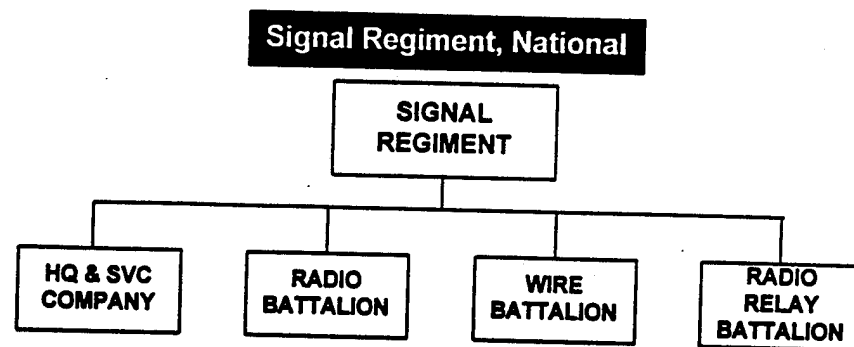 Signal Regiment, National
SIGNAL
REGIMENT
HQ & SVC
COMPANY
RADIO
BATTALION
WIRE
BATTALION
RADIO
RELAY
BATTALION